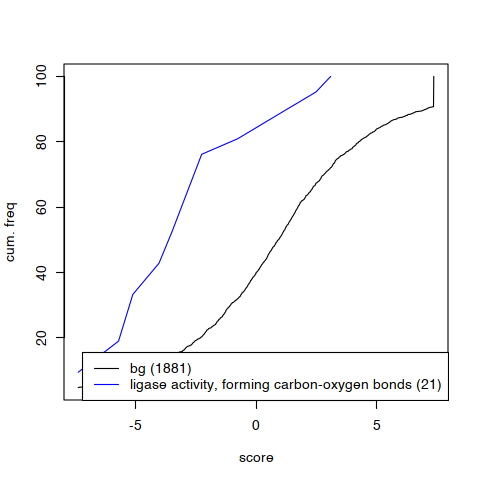 100
80
60
40
20
cum. freq
bg (1881)
ligase activity, forming carbon-oxygen bonds (21)
-5 0 5
score